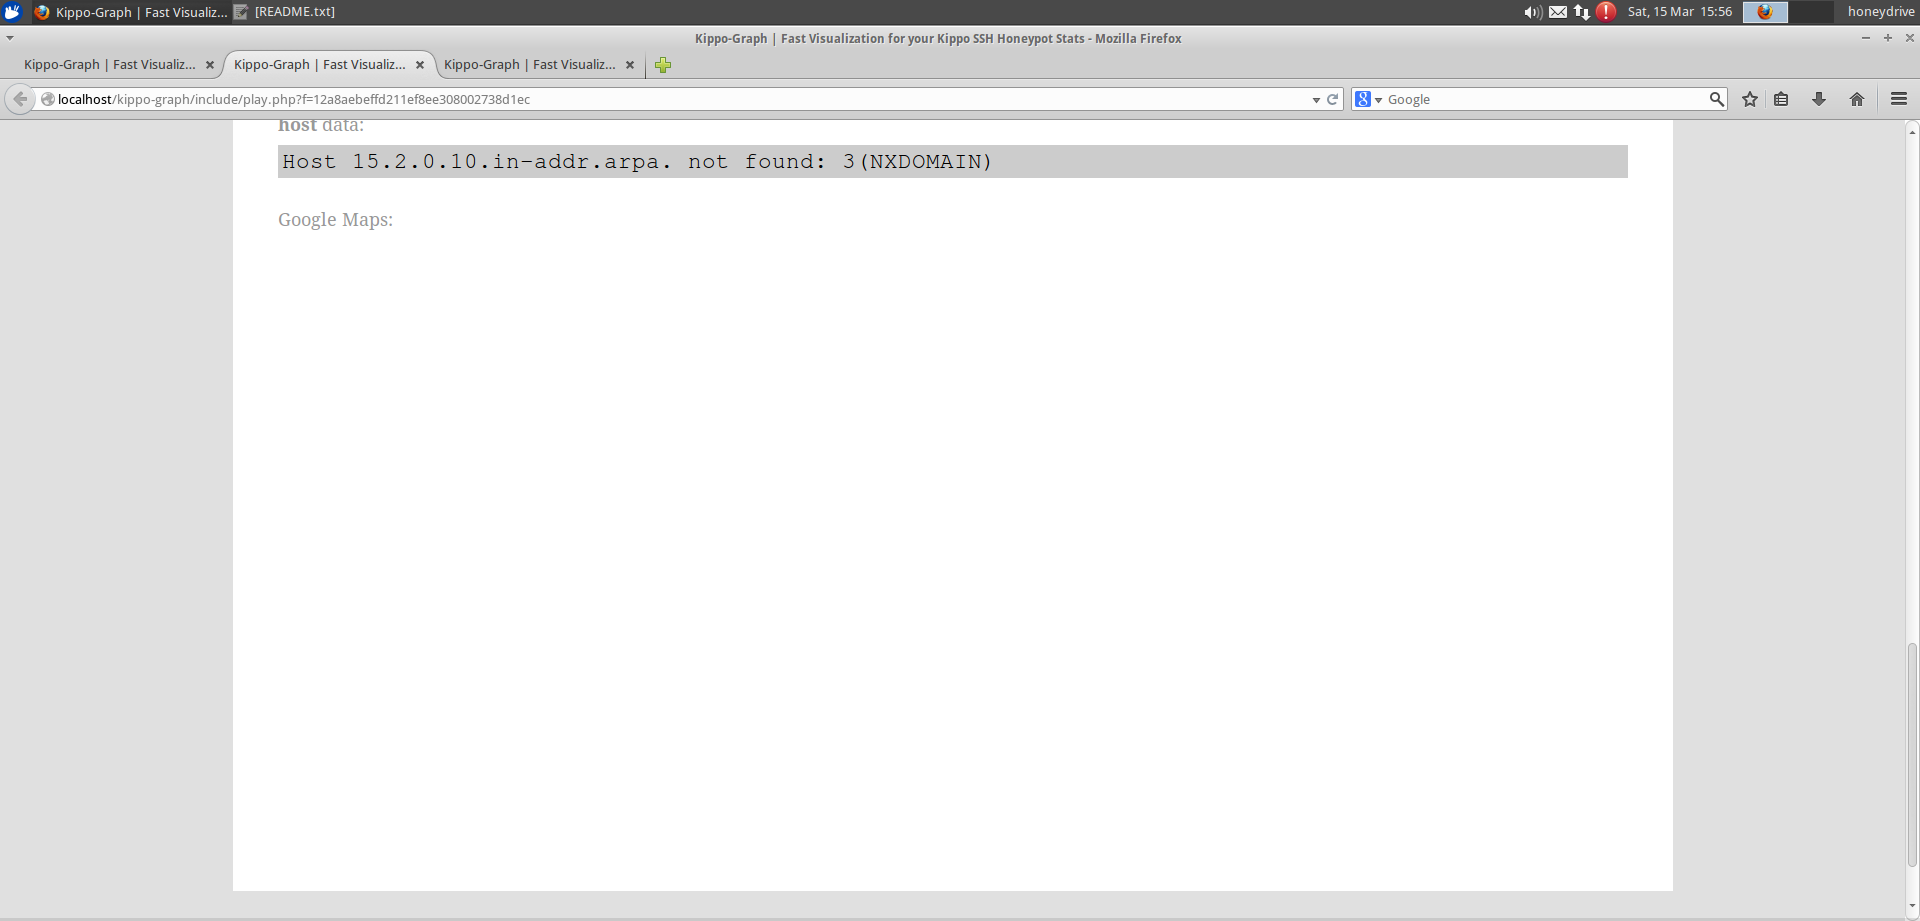 Kippo-Graph | Fast Visualiz... [README.txt] Sat, 15 Mar 15:56 honeydrive
Kippo-Graph | Fast Visualization for your Kippo SSH Honeypot Stats - Mozilla Firefox
Kippo-Graph | Fast Visualiz... Kippo-Graph | Fast Visualiz... Kippo-Graph | Fast Visualiz...
localhost/kippo-graph/include/play.php?f=12a8aebeffd211ef8ee308002738d1ec Google
host data:
Host 15.2.0.10.in-addr.arpa. not found: 3(NXDOMAIN)
Google Maps: